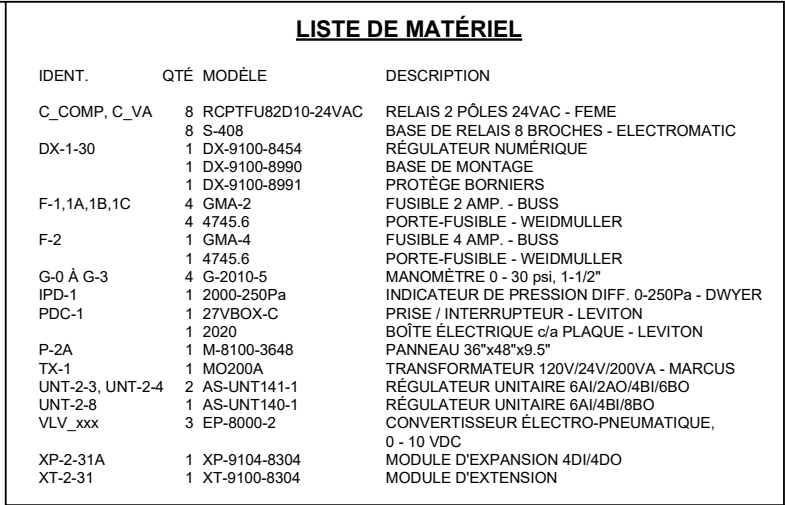 LISTE DE MATÉRIEL
IDENT. QTÉ MODÈLE DESCRIPTION
C_COMP, C_VA 8 RCPTFU82D10-24VAC RELAIS 2 PÔLES 24VAC - FEME
8 S-408 BASE DE RELAIS 8 BROCHES - ELECTROMATIC
DX-1-30 1 DX-9100-8454 RÉGULATEUR NUMÉRIQUE
1 DX-9100-8990 BASE DE MONTAGE
1 DX-9100-8991 PROTÈGE BORNIERS
F-1,1A,1B,1C 4 GMA-2 FUSIBLE 2 AMP. - BUSS
4 4745.6 PORTE-FUSIBLE - WEIDMULLER
F-2 1 GMA-4 FUSIBLE 4 AMP. - BUSS
1 4745.6 PORTE-FUSIBLE - WEIDMULLER
G-0 À G-3 4 G-2010-5 MANOMÈTRE 0 - 30 psi, 1-1/2"
IPD-1 1 2000-250Pa INDICATEUR DE PRESSION DIFF. 0-250Pa - DWYER
PDC-1 1 27VBOX-C PRISE / INTERRUPTEUR - LEVITON
1 2020 BOÎTE ÉLECTRIQUE c/a PLAQUE - LEVITON
P-2A 1 M-8100-3648 PANNEAU 36"x48"x9.5"
TX-1 1 MO200A TRANSFORMATEUR 120V/24V/200VA - MARCUS
UNT-2-3, UNT-2-4 2 AS-UNT141-1 RÉGULATEUR UNITAIRE 6AI/2AO/4BI/6BO
UNT-2-8 1 AS-UNT140-1 RÉGULATEUR UNITAIRE 6AI/4BI/8BO
VLV_xxx 3 EP-8000-2 CONVERTISSEUR ÉLECTRO-PNEUMATIQUE,
0 - 10 VDC
XP-2-31A 1 XP-9104-8304 MODULE D'EXPANSION 4DI/4DO
XT-2-31 1 XT-9100-8304 MODULE D'EXTENSION